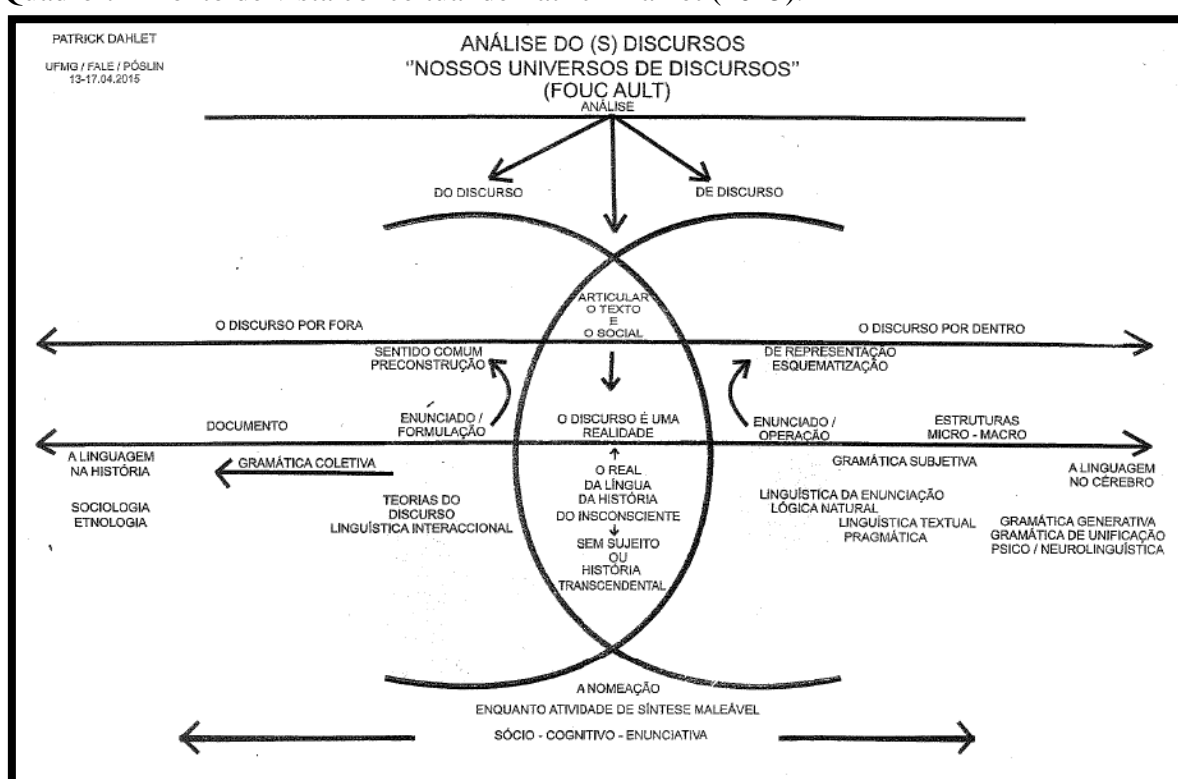 PATRICK DAHLET
UFMG / FALE / PÓSLIN
13-17.04.2015
ANÁLISE DO (S) DISCURSOS
"NOSSOS UNIVERSOS DE DISCURSOS"
(FOUC AULT)
ANÁLISE
DO DISCURSO
DE DISCURSO
ARTICULAR
O TEXTO
E
O SOCIAL
O DISCURSO POR FORA
O DISCURSO POR DENTRO
SENTIDO COMUM
PRECONSTRUÇÃO
DE REPRESENTAÇÃO
ESQUEMATIZAÇÃO
DOCUMENTO
ENUNCIADO /
FORMULAÇÃO
O DISCURSO É UMA
REALIDADE
ENUNCIADO /
OPERAÇÃO
ESTRUTURAS
MICRO - MACRO
A LINGUAGEM
NA HISTÓRIA
GRAMÁTICA COLETIVA
GRAMÁTICA SUBJETIVA
A LINGUAGEM
NO CÉREBRO
SOCIOLOGIA
ETNOLOGIA
TEORIAS DO
DISCURSO
LINGUÍSTICA INTERACCIONAL
O REAL
DA LÍNGUA
DA HISTÓRIA
DO INSCONSCIENTE
SEM SUJEITO
OU
HISTÓRIA
TRANSCENDENTAL
LINGUÍSTICA DA ENUNCIAÇÃO
LÓGICA NATURAL
LINGUÍSTICA TEXTUAL
PRAGMÁTICA
GRAMÁTICA GENERATIVA
GRAMÁTICA DE UNIFICAÇÃO
PSICO / NEUROLINGUÍSTICA
A NOMEAÇÃO
ENQUANTO ATIVIDADE DE SÍNTESE MALEÁVEL
SÓCIO - COGNITIVO - ENUNCIATIVA